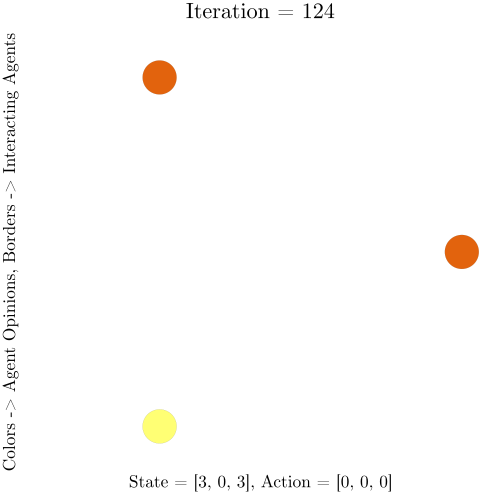 Iteration = 124
Colors -> Agent Opinions, Borders -> Interacting Agents
State = [3, 0, 3], Action = [0, 0, 0]